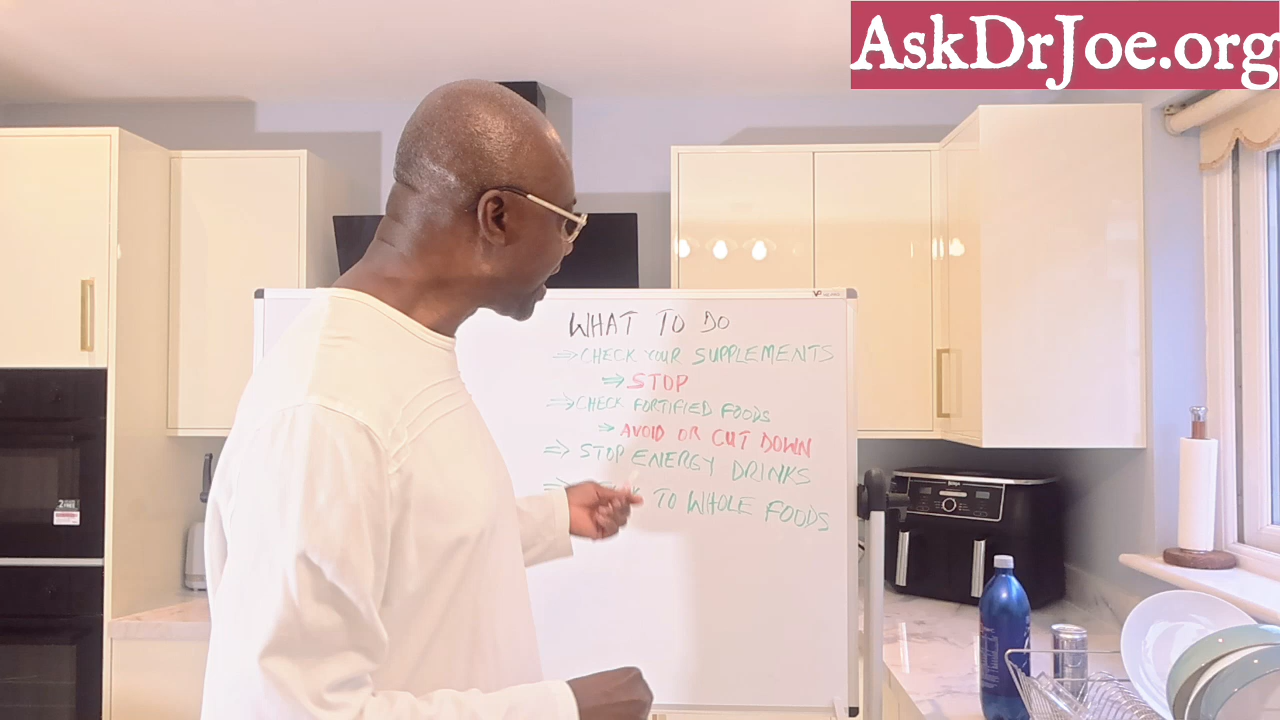 AskDrJoe.org
WHAT TO DO
⇒ CHECK YOUR SUPPLEMENTS
⇒ STOP
⇒ CHECK FORTIFIED FOODS
⇒ AVOID OR CUT DOWN
⇒ STOP ENERGY DRINKS
⇒ TO WHOLE FOODS